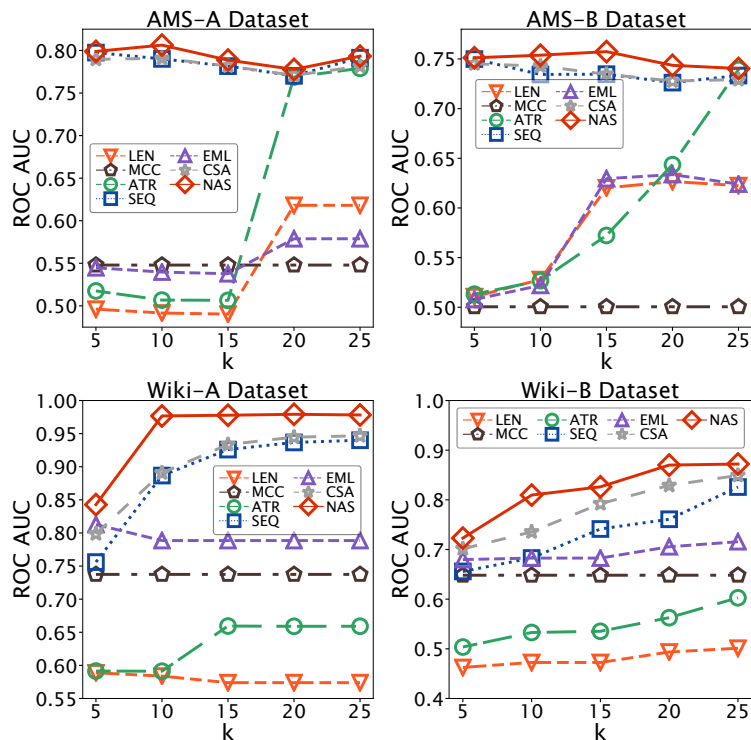 AMS-A Dataset
ROC AUC
0.80
0.75
0.70
0.65
0.60
0.55
0.50
LEN
MCC
ATR
SEQ
EML
CSA
NAS
5 10 15 20 25
k
AMS-B Dataset
ROC AUC
0.75
0.70
0.65
0.60
0.55
0.50
LEN
MCC
ATR
SEQ
EML
CSA
NAS
5 10 15 20 25
k
Wiki-A Dataset
ROC AUC
1.00
0.95
0.90
0.85
0.80
0.75
0.70
0.65
0.60
0.55
LEN
MCC
ATR
SEQ
EML
CSA
NAS
5 10 15 20 25
k
Wiki-B Dataset
ROC AUC
1.0
0.9
0.8
0.7
0.6
0.5
0.4
LEN
MCC
ATR
SEQ
EML
CSA
NAS
5 10 15 20 25
k